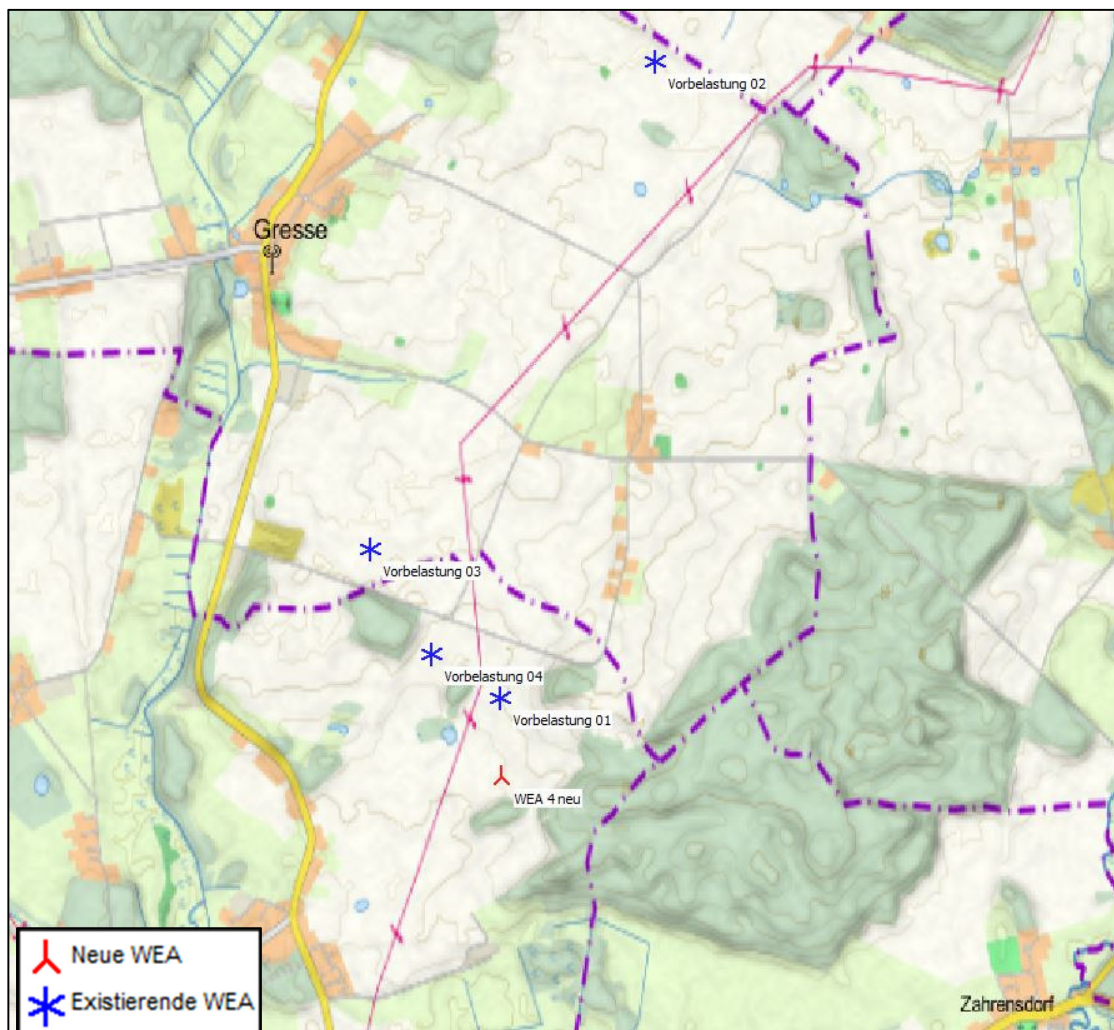 Vorbelastung 02
Gresse
Vorbelastung 03
Vorbelastung 04
Vorbelastung 01
WEA 4 neu
Neue WEA
Existierende WEA
Zahrensdorf